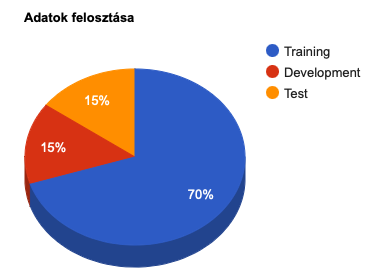 Adatok felosztása
Training
Development
Test
15%
15%
70%